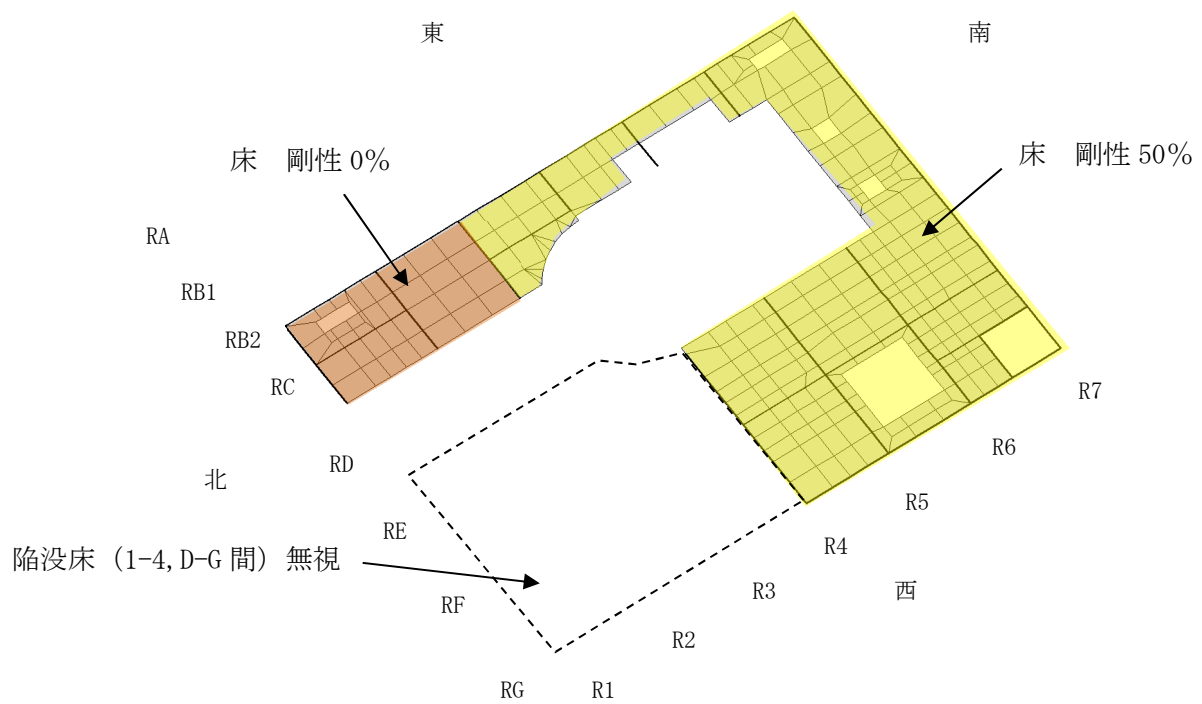 東
南
床　剛性 0%
床　剛性 50%
RA
RB1
RB2
RC
RD
RE
RF
RG
北
陥没床 (1-4, D-G 間) 無視
R7
R6
R5
R4
西
R3
R2
R1